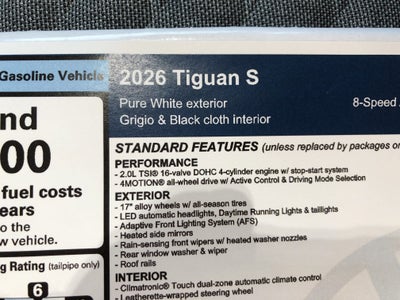 Gasoline Vehicle
2026 Tiguan S
Pure White exterior
8-Speed
Grigio & Black cloth interior
nd
00
fuel costs
ears
to the
w vehicle.
g Rating (tailpipe only)
6
STANDARD FEATURES (unless replaced by packages or
PERFORMANCE
- 2.0L TSI® 16-valve DOHC 4-cylinder engine w/ stop-start system
- 4MOTION® all-wheel drive w/ Active Control & Driving Mode Selection
EXTERIOR
- 17" alloy wheels w/ all-season tires
- LED automatic headlights, Daytime Running Lights & taillights
- Adaptive Front Lighting System (AFS)
- Heated side mirrors
- Rain-sensing front wipers w/ heated washer nozzles
- Rear window washer & wiper
- Roof rails
INTERIOR
- Climatronic® Touch dual-zone automatic climate control
- Leatherette-wrapped steering wheel